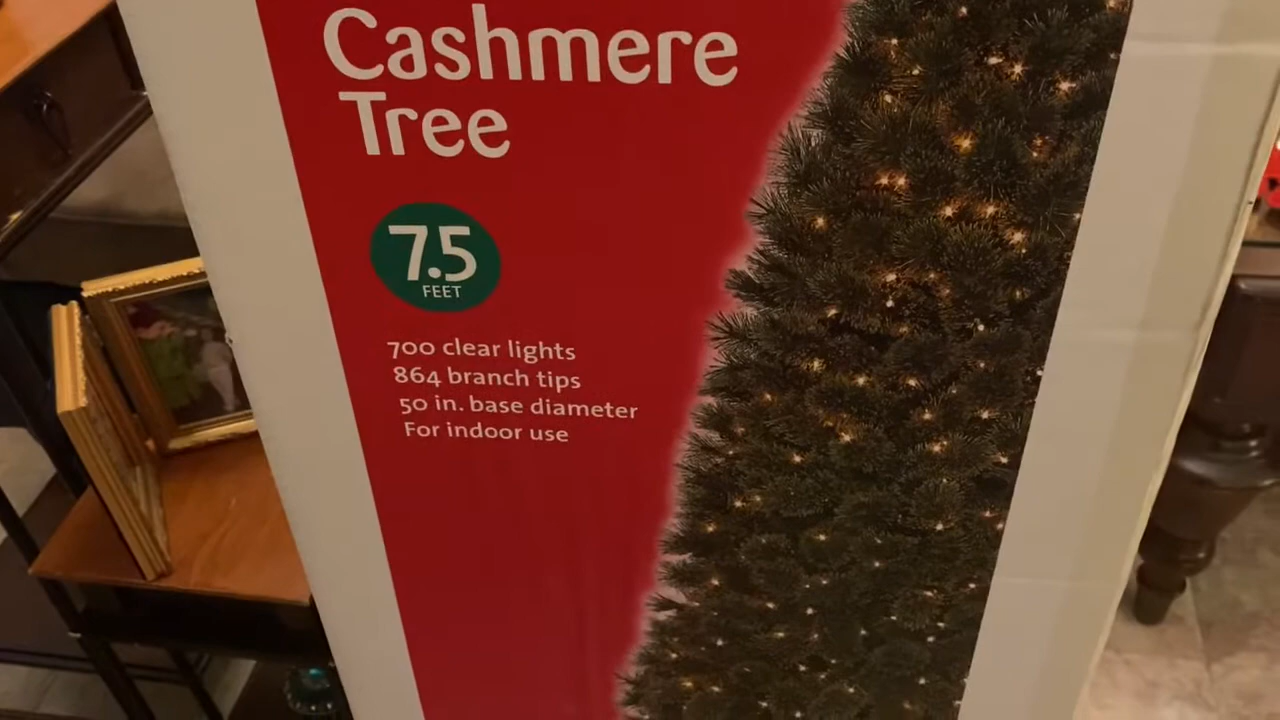 Cashmere
Tree
7.5
FEET
700 clear lights
864 branch tips
50 in. base diameter
For indoor use